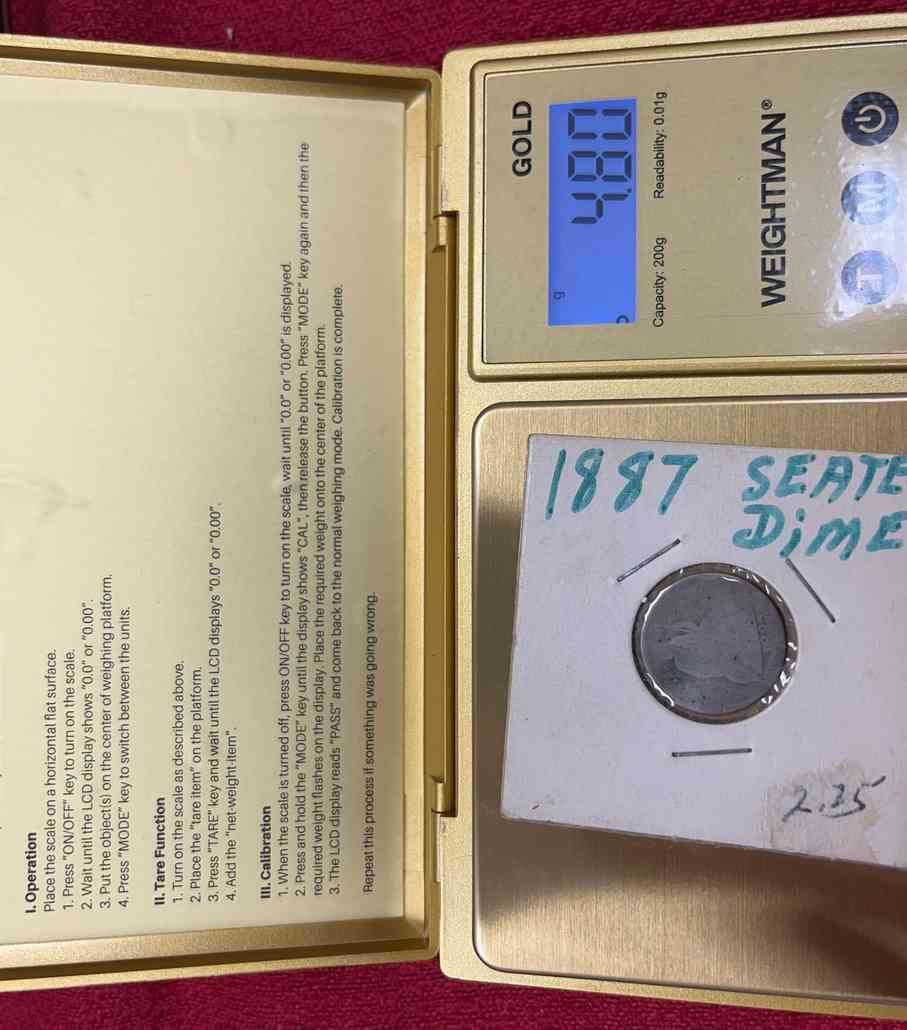 I. Operation
Place the scale on a horizontal flat surface.
1. Press "ON/OFF" key to turn on the scale.
2. Wait until the LCD display shows "0.0" or "0.00".
3. Put the object(s) on the center of weighing platform.
4. Press "MODE" key to switch between the units.
II. Tare Function
1. Turn on the scale as described above.
2. Place the "tare item" on the platform.
3. Press "TARE" key and wait until the LCD displays "0.0" or "0.00".
4. Add the "net-weight-item".
III. Calibration
1. When the scale is turned off, press ON/OFF key to turn on the scale, wait until "0.0" or "0.00" is displayed.
2. Press and hold the "MODE" key until the display shows "CAL", then release the button. Press "MODE" key again and then the
required weight flashes on the display. Place the required weight onto the center of the platform.
3. The LCD display reads "PASS" and come back to the normal weighing mode. Calibration is complete.
Repeat this process if something was going wrong.
GOLD
g
4.80
Capacity: 200g Readability: 0.01g
WEIGHTMAN®
T M
1887 SEATE
DiME
2.35